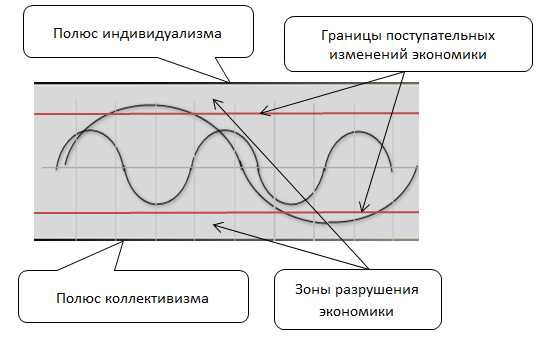 Полюс индивидуализма
Границы поступательных
изменений экономики
Полюс коллективизма
Зоны разрушения
экономики